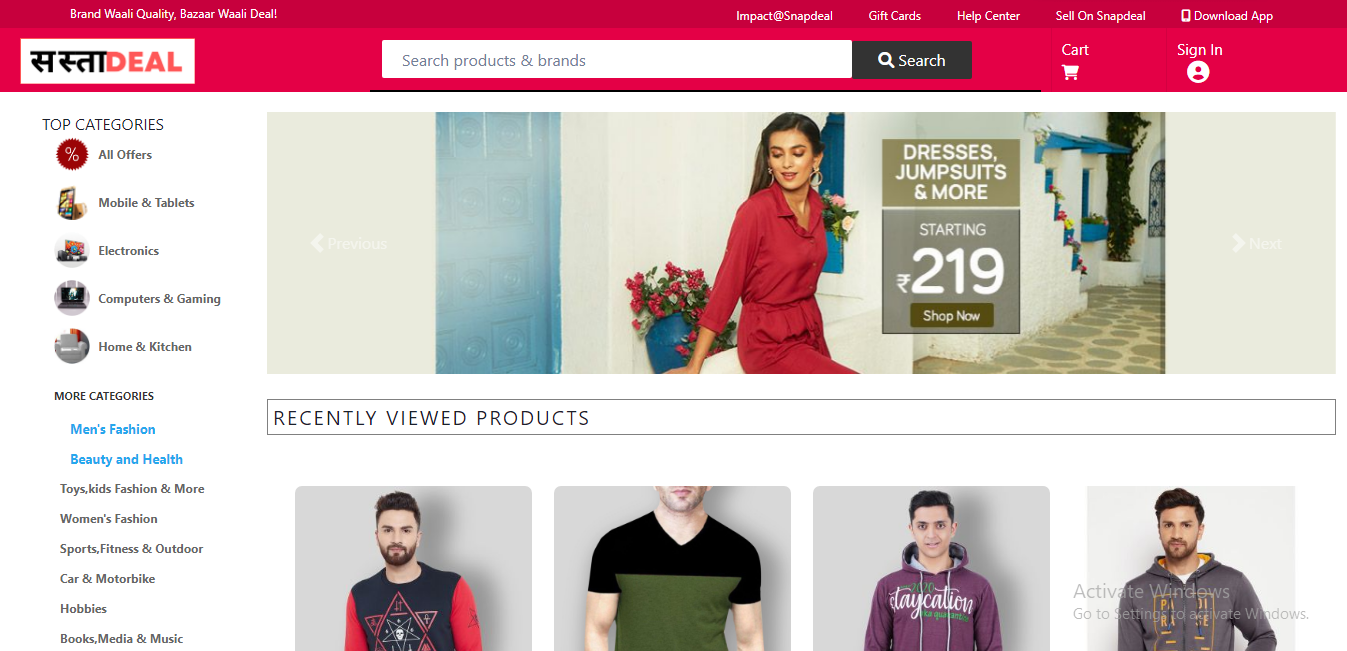 Brand Waali Quality, Bazaar Waali Deal!
Impact@Snapdeal Gift Cards Help Center Sell On Snapdeal Download App
सस्ताDEAL
Search products & brands
Search
Cart
Sign In
TOP CATEGORIES
%
All Offers
Mobile & Tablets
Electronics
Computers & Gaming
Home & Kitchen
MORE CATEGORIES
Men's Fashion
Beauty and Health
Toys,kids Fashion & More
Women's Fashion
Sports,Fitness & Outdoor
Car & Motorbike
Hobbies
Books,Media & Music
Previous
DRESSES,
JUMPSUITS
& MORE
STARTING
₹219
Shop Now
Next
RECENTLY VIEWED PRODUCTS
2020
staycation
aka quarantine
Activate Windows
Go to Settings to activate Windows.